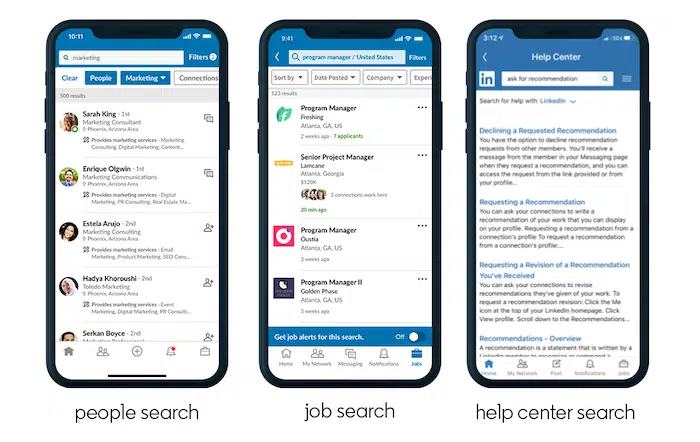 10:11
marketing
Filters
Clear
People
Marketing
Connections
500 results
Sarah King · 1st
Marketing Consultant
Phoenix, Arizona Area
Provides marketing services - Marketing
Consulting, Digital Marketing, Content...
Enrique Olgwin · 1st
Marketing Communications
Phoenix, Arizona Area
Provides marketing services - Digital
Marketing, PR Consulting, Real Estate Ma...
Estela Arujo · 2nd
Marketing Consulting
Phoenix, Arizona Area
Provides marketing services - Email
Marketing, Product Marketing, SEO Cons...
Hadya Khoroushi · 2nd
Toledo Marketing
Phoenix, Arizona Area
Provides marketing services - Event
Marketing, Digital Marketing, PR Consult...
Serkan Boyce · 2nd
Marketing Professional
people search
9:41
program manager / United States
Filters
Sort by
Date Posted
Company
Experi
123 results
Program Manager
Freshing
Atlanta, GA, US
2 weeks ago · 7 applicants
Senior Project Manager
Lamcane
Atlanta, Georgia
$120K
3 connections work here
20 min ago
Program Manager
Oustia
Atlanta, GA, US
3 weeks ago
Program Manager II
Golden Phase
Atlanta, GA, US
3 weeks ago
Get job alerts for this search.
Off
Home
My Network
Messaging
Notifications
Jobs
job search
3:12
Help Center
in
ask for recommendation
Search for help with LinkedIn
Declining a Requested Recommendation
You have the option to decline recommendation
requests from other members. You'll receive a
message from the member in your Messaging page
when they request a recommendation, and you can
access the request from the link provided or from
your profile...
Requesting a Recommendation
You can ask your connections to write a
recommendation of your work that you can display
on your profile. Requesting a recommendation from
a connection's profile: To request a recommendation
from a connection's profile:...
Requesting a Revision of a Recommendation
You've Received
You can ask your connections to revise
recommendations they've given of your work. To
request a recommendation revision: Click the Me
icon at the top of your LinkedIn homepage. Click
View profile. Scroll down to the Recommendations...
Recommendations - Overview
A recommendation is a statement that is written by a
LinkedIn member to recognize or commend a
Home
My Network
Post
Notifications
Jobs
help center search